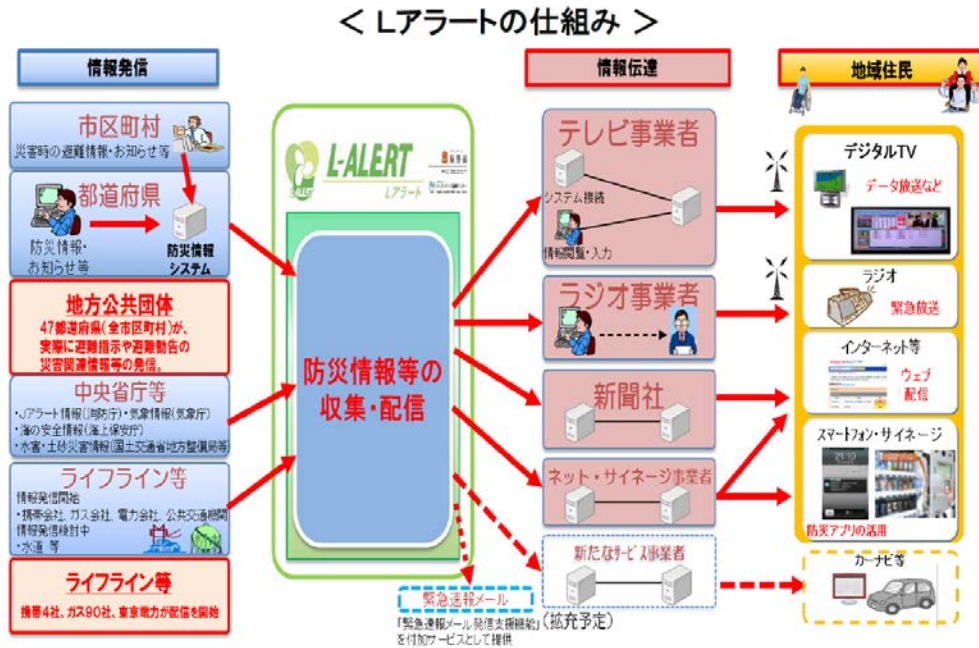 ＜ Lアラートの仕組み ＞
情報発信
市区町村
災害時の避難情報・お知らせ等
都道府県
防災情報・
お知らせ等
防災情報
システム
地方公共団体
47都道府県(全市区町村)が、
実際に避難指示や避難勧告の
災害関連情報等の発信。
中央省庁等
・Jアラート情報(消防庁)・気象情報(気象庁)
・海の安全情報(海上保安庁)
・水害・土砂災害情報(国土交通省地方整備局等)
ライフライン等
情報発信開始
・携帯会社、ガス会社、電力会社、公共交通機関
情報発信検討中
・水道 等
ライフライン等
携帯4社、ガス90社、東京電力が配信を開始
L-ALERT
Lアラート
防災情報等の
収集・配信
緊急速報メール
「緊急速報メール発信支援機能」
を付加サービスとして提供
情報伝達
テレビ事業者
システム接続
情報閲覧・入力
ラジオ事業者
新聞社
ネット・サイネージ事業者
新たなサービス事業者
(拡充予定)
地域住民
デジタルTV
データ放送など
ラジオ
緊急放送
インターネット等
ウェブ
配信
スマートフォン・サイネージ
21:10
防災アプリの活用
カーナビ等